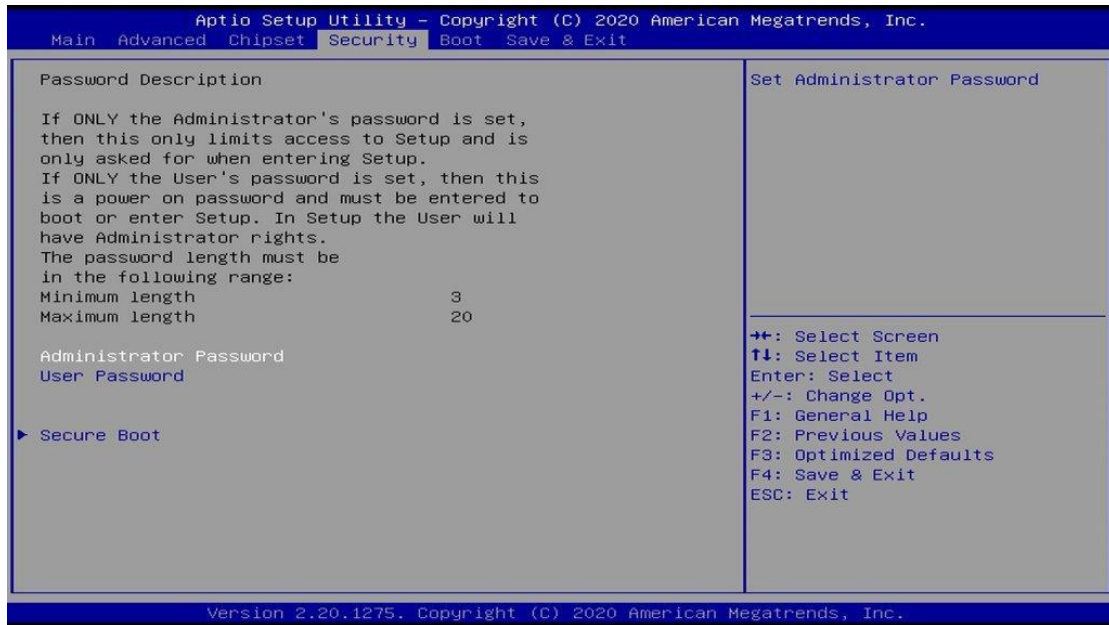 Aptio Setup Utility – Copyright (C) 2020 American Megatrends, Inc.
Main Advanced Chipset Security Boot Save & Exit
Password Description
If ONLY the Administrator's password is set,
then this only limits access to Setup and is
only asked for when entering Setup.
If ONLY the User's password is set, then this
is a power on password and must be entered to
boot or enter Setup. In Setup the User will
have Administrator rights.
The password length must be
in the following range:
Minimum length 3
Maximum length 20
Administrator Password
User Password
► Secure Boot
Set Administrator Password
→←: Select Screen
↑↓: Select Item
Enter: Select
+/-: Change Opt.
F1: General Help
F2: Previous Values
F3: Optimized Defaults
F4: Save & Exit
ESC: Exit
Version 2.20.1275. Copyright (C) 2020 American Megatrends, Inc.